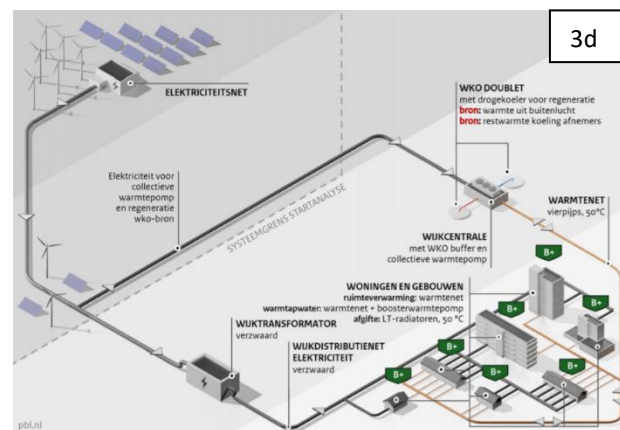 3d
ELEKTRICITEITSNET
WKO DOUBLET
met drogekoeler voor regeneratie
bron: warmte uit buitenlucht
bron: restwarmte koeling afnemers
Elektriciteit voor
collectieve
warmtepomp
en regeneratie
wko-bron
SYSTEEMGRENS STARTANALYSE
WARMTENET
vierpijps, 50°C
WIJKCENTRALE
met WKO buffer en
collectieve warmtepomp
B+
WONINGEN EN GEBOUWEN
ruimteverwarming: warmtenet
warmtapwater: warmtenet + boosterwarmtepomp
afgifte: LT-radiatoren, 50 °C
B+
B+
B+
WIJKTRANSFORMATOR
verzwaard
WIJKDISTRIBUTIENET
ELEKTRICITEIT
verzwaard
B+
B+
B+
pbl.nl